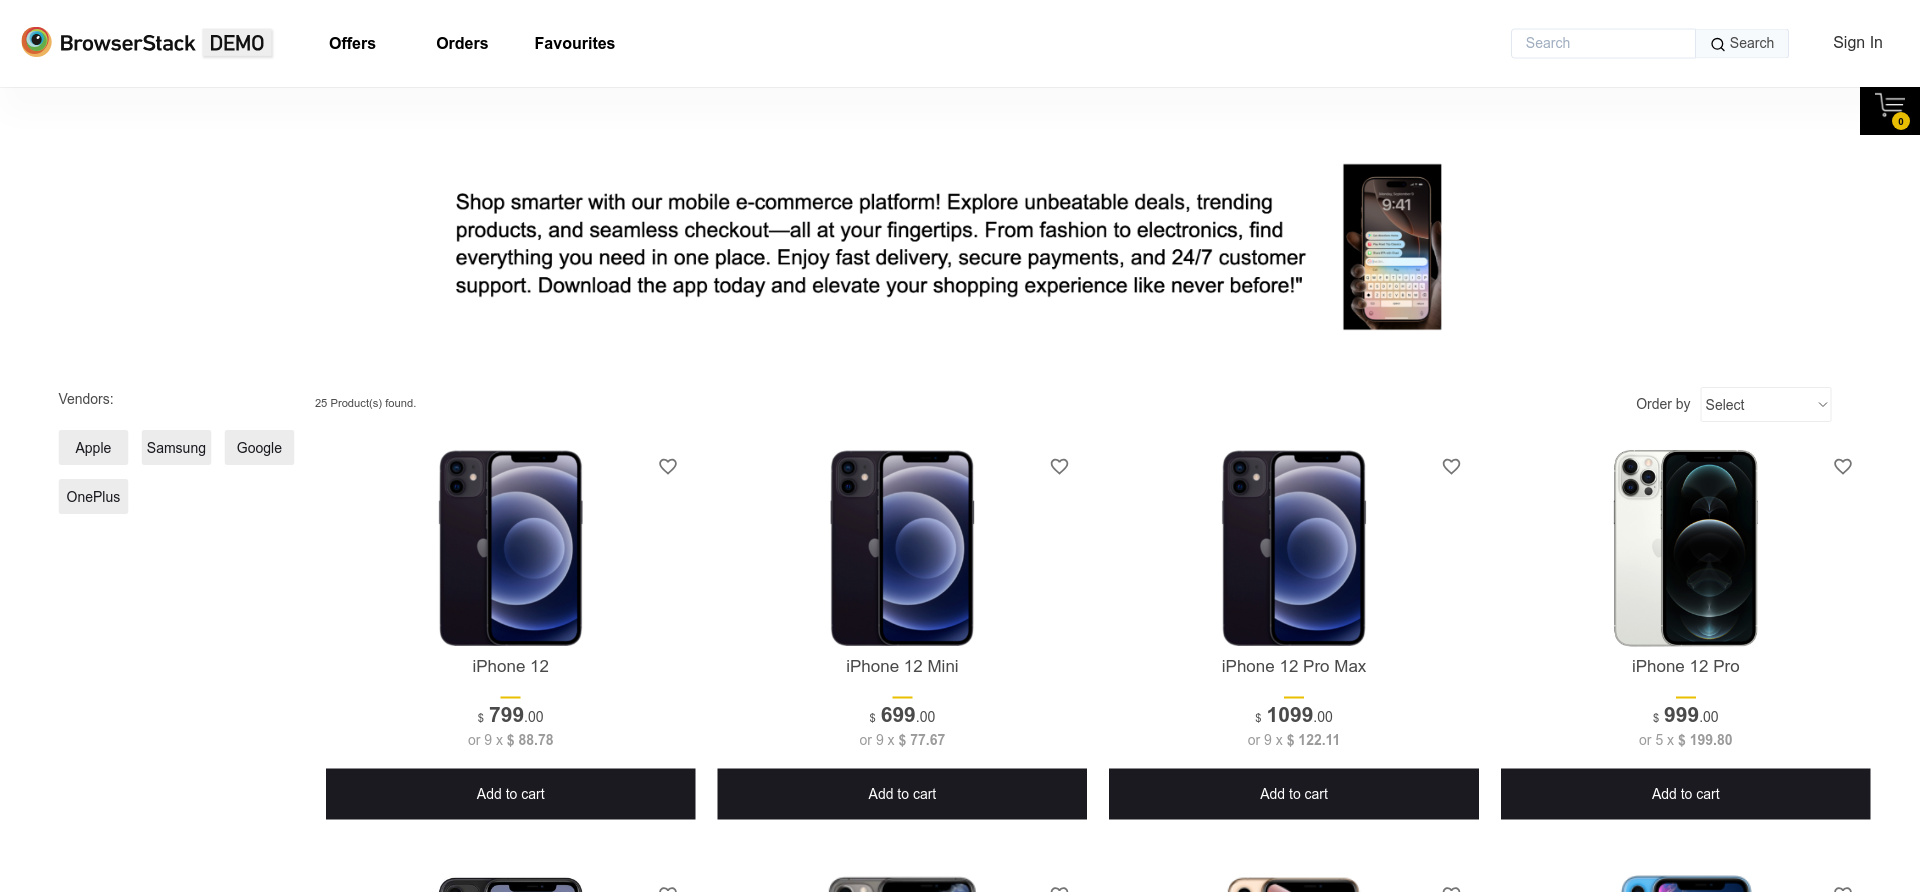 BrowserStack DEMO
Offers
Orders
Favourites
Search
Search
Sign In
0
Shop smarter with our mobile e-commerce platform! Explore unbeatable deals, trending
products, and seamless checkout—all at your fingertips. From fashion to electronics, find
everything you need in one place. Enjoy fast delivery, secure payments, and 24/7 customer
support. Download the app today and elevate your shopping experience like never before!"
9:41
Vendors:
Apple
Samsung
Google
OnePlus
25 Product(s) found.
Order by
Select
iPhone 12
$ 799.00
or 9 x $ 88.78
Add to cart
iPhone 12 Mini
$ 699.00
or 9 x $ 77.67
Add to cart
iPhone 12 Pro Max
$ 1099.00
or 9 x $ 122.11
Add to cart
iPhone 12 Pro
$ 999.00
or 5 x $ 199.80
Add to cart